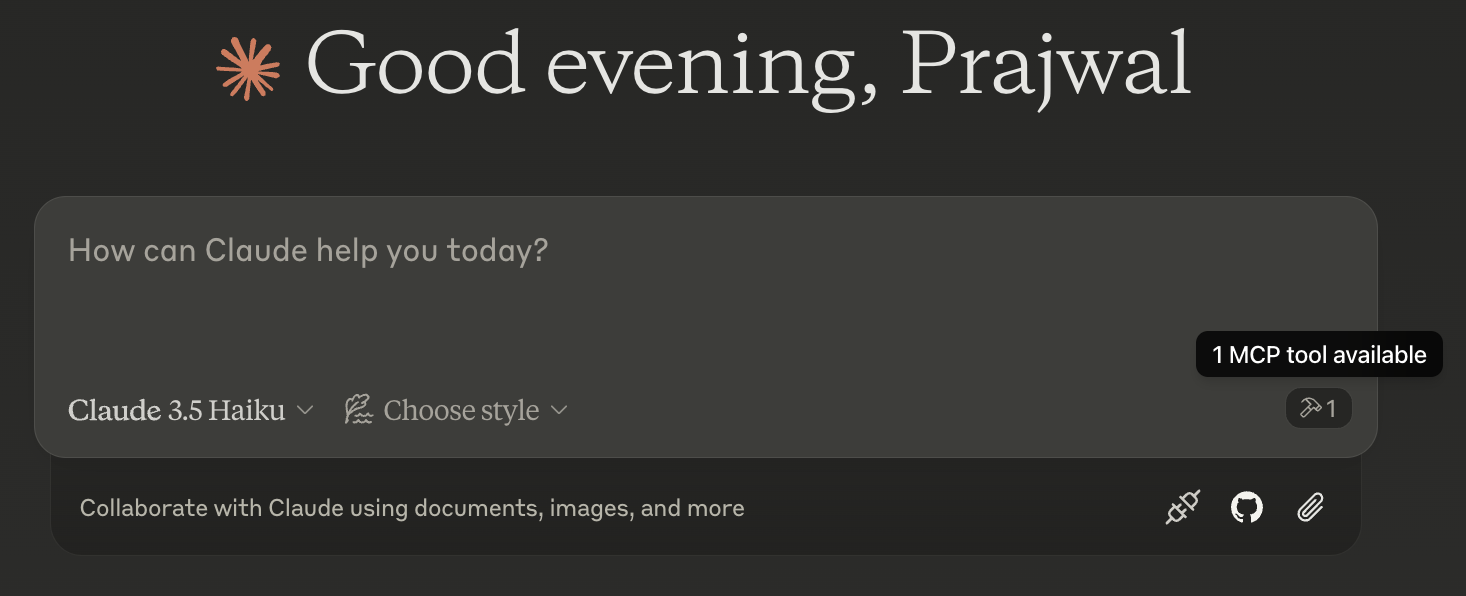 Good evening, Prajwal
How can Claude help you today?
1 MCP tool available
Claude 3.5 Haiku
Choose style
1
Collaborate with Claude using documents, images, and more